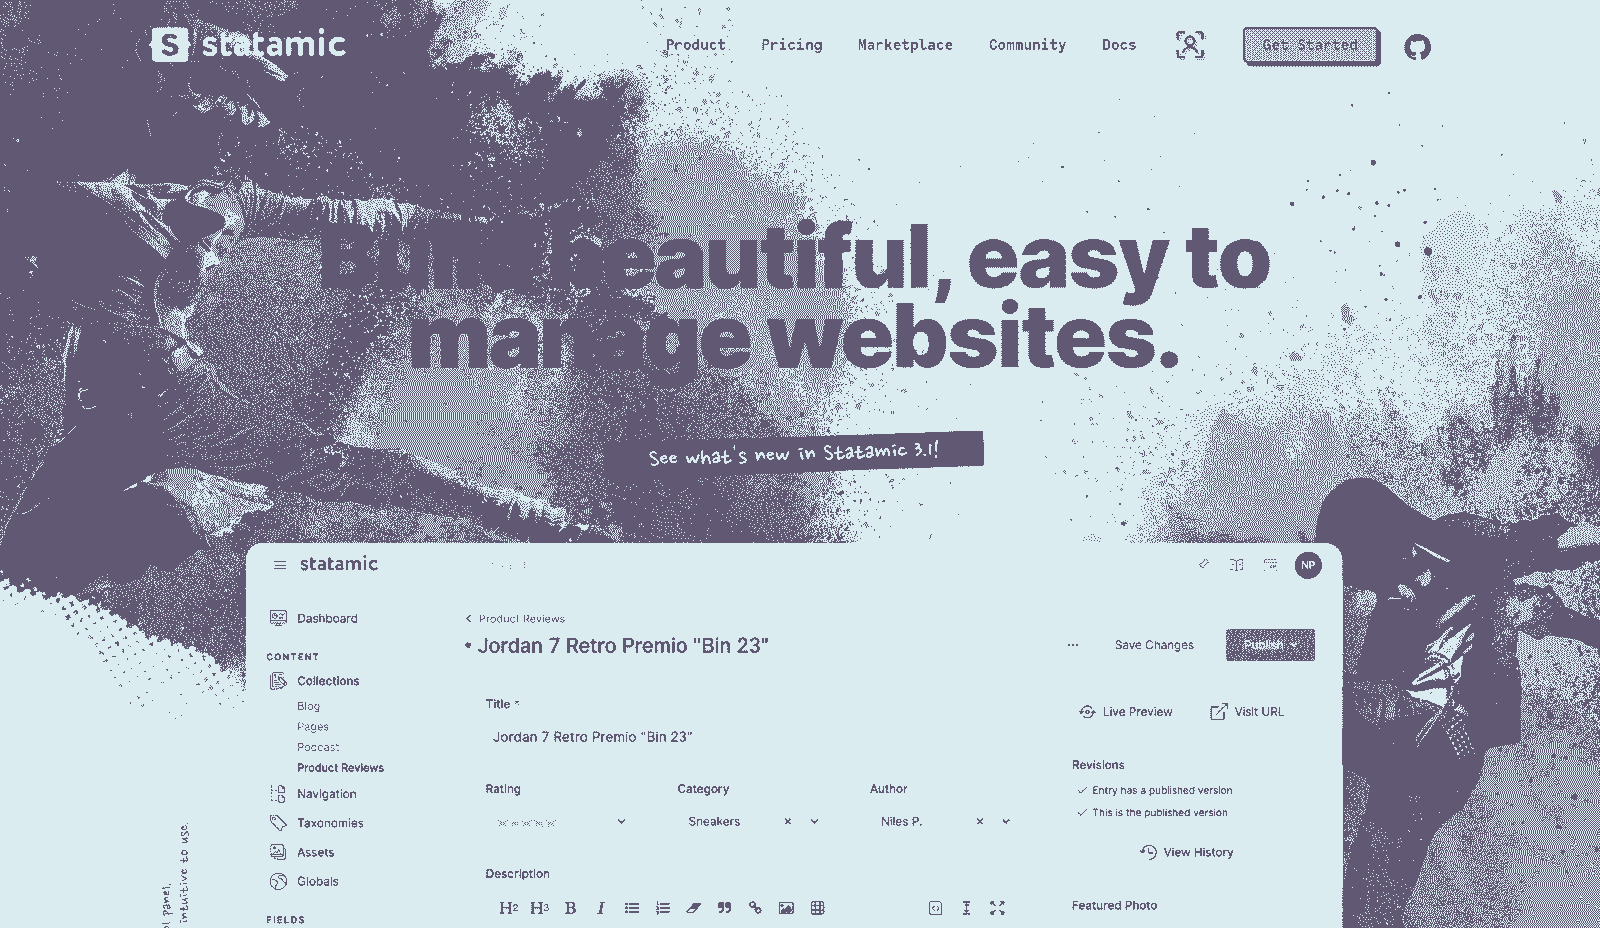 statamic
Product Pricing Marketplace Community Docs Get Started
Build beautiful, easy to
manage websites.
See what's new in Statamic 3.1!
statamic
NP
Dashboard
CONTENT
Collections
Blog
Pages
Podcast
Product Reviews
Navigation
Taxonomies
Assets
Globals
FIELDS
Product Reviews
Jordan 7 Retro Premio "Bin 23"
Save Changes
Publish
Title *
Jordan 7 Retro Premio "Bin 23"
Rating
Category
Author
Sneakers
Niles P.
Description
H2 H3 B I
Live Preview
Visit URL
Revisions
Entry has a published version
This is the published version
View History
Featured Photo
Panel,
intuitive to use.